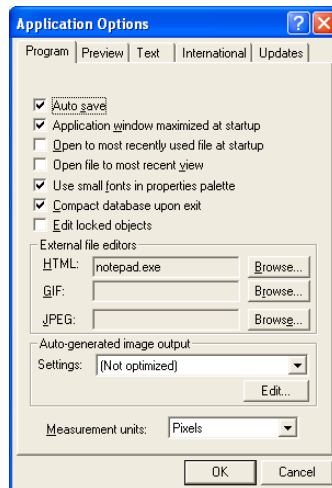 Application Options
Program Preview Text International Updates
Auto save
Application window maximized at startup
Open to most recently used file at startup
Open file to most recent view
Use small fonts in properties palette
Compact database upon exit
Edit locked objects
External file editors
HTML: notepad.exe Browse...
GIF: Browse...
JPEG: Browse...
Auto-generated image output
Settings: (Not optimized)
Edit...
Measurement units: Pixels
OK Cancel